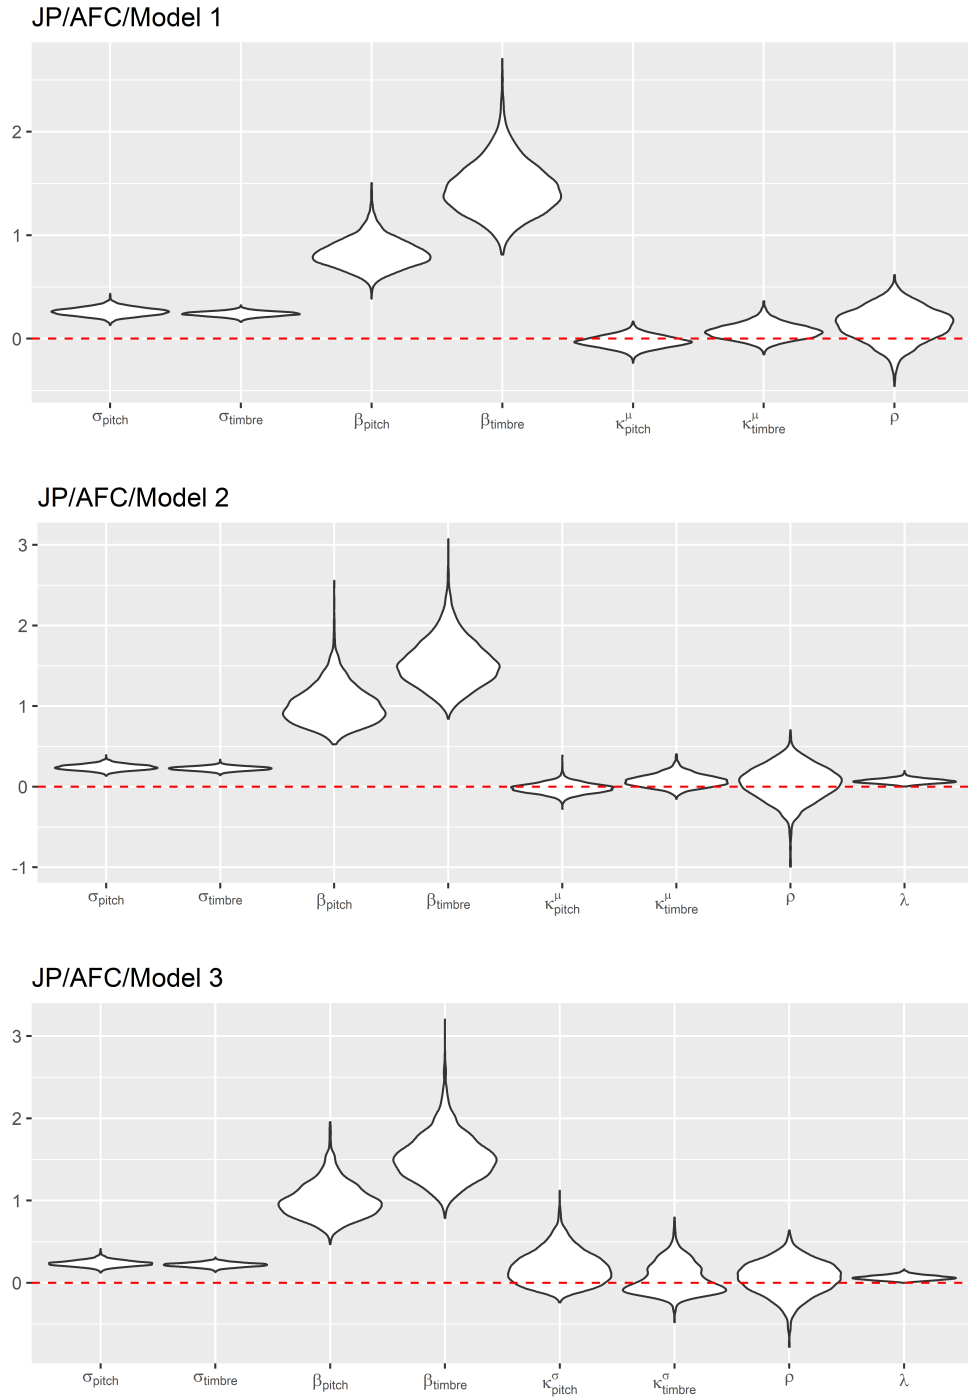 JP/AFC/Model 1
2
1
0
σpitch σtimbre βpitch βtimbre κμpitch κμtimbre ρ
JP/AFC/Model 2
3
2
1
0
-1
σpitch σtimbre βpitch βtimbre κμpitch κμtimbre ρ λ
JP/AFC/Model 3
3
2
1
0
σpitch σtimbre βpitch βtimbre κσpitch κσtimbre ρ λ